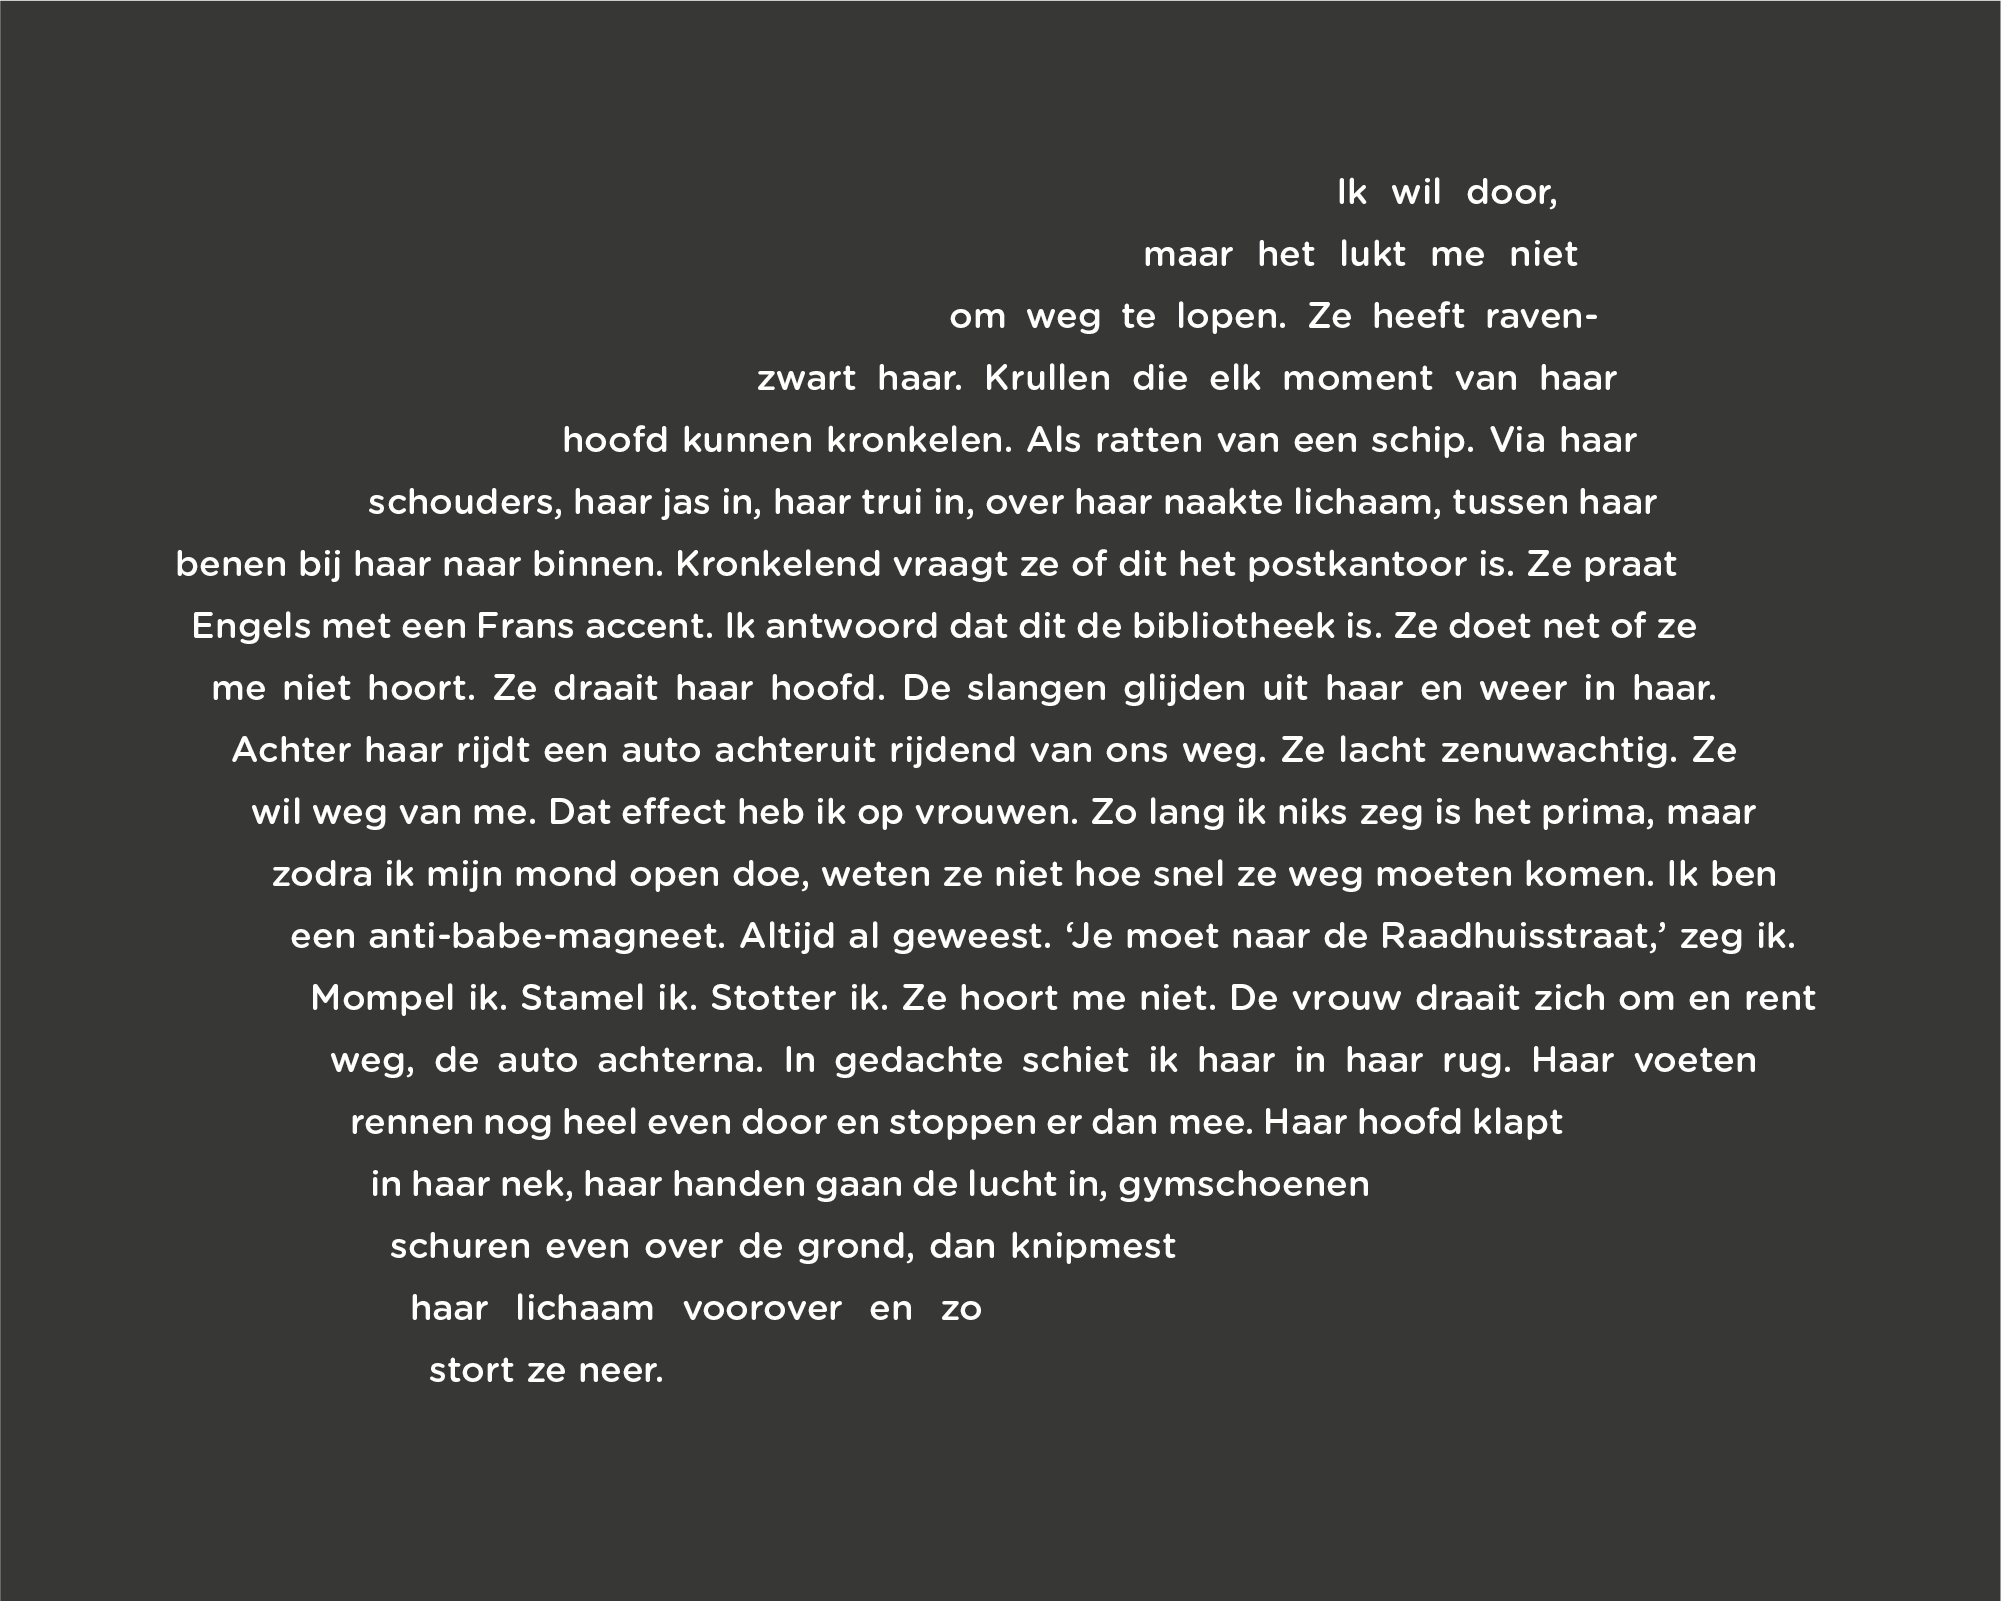 Ik wil door,
maar het lukt me niet
om weg te lopen. Ze heeft raven-
zwart haar. Krullen die elk moment van haar
hoofd kunnen kronkelen. Als ratten van een schip. Via haar
schouders, haar jas in, haar trui in, over haar naakte lichaam, tussen haar
benen bij haar naar binnen. Kronkelend vraagt ze of dit het postkantoor is. Ze praat
Engels met een Frans accent. Ik antwoord dat dit de bibliotheek is. Ze doet net of ze
me niet hoort. Ze draait haar hoofd. De slangen glijden uit haar en weer in haar.
Achter haar rijdt een auto achteruit rijdend van ons weg. Ze lacht zenuwachtig. Ze
wil weg van me. Dat effect heb ik op vrouwen. Zo lang ik niks zeg is het prima, maar
zodra ik mijn mond open doe, weten ze niet hoe snel ze weg moeten komen. Ik ben
een anti-babe-magneet. Altijd al geweest. ‘Je moet naar de Raadhuisstraat,’ zeg ik.
Mompel ik. Stamel ik. Stotter ik. Ze hoort me niet. De vrouw draait zich om en rent
weg, de auto achterna. In gedachte schiet ik haar in haar rug. Haar voeten
rennen nog heel even door en stoppen er dan mee. Haar hoofd klapt
in haar nek, haar handen gaan de lucht in, gymschoenen
schuren even over de grond, dan knipmest
haar lichaam voorover en zo
stort ze neer.